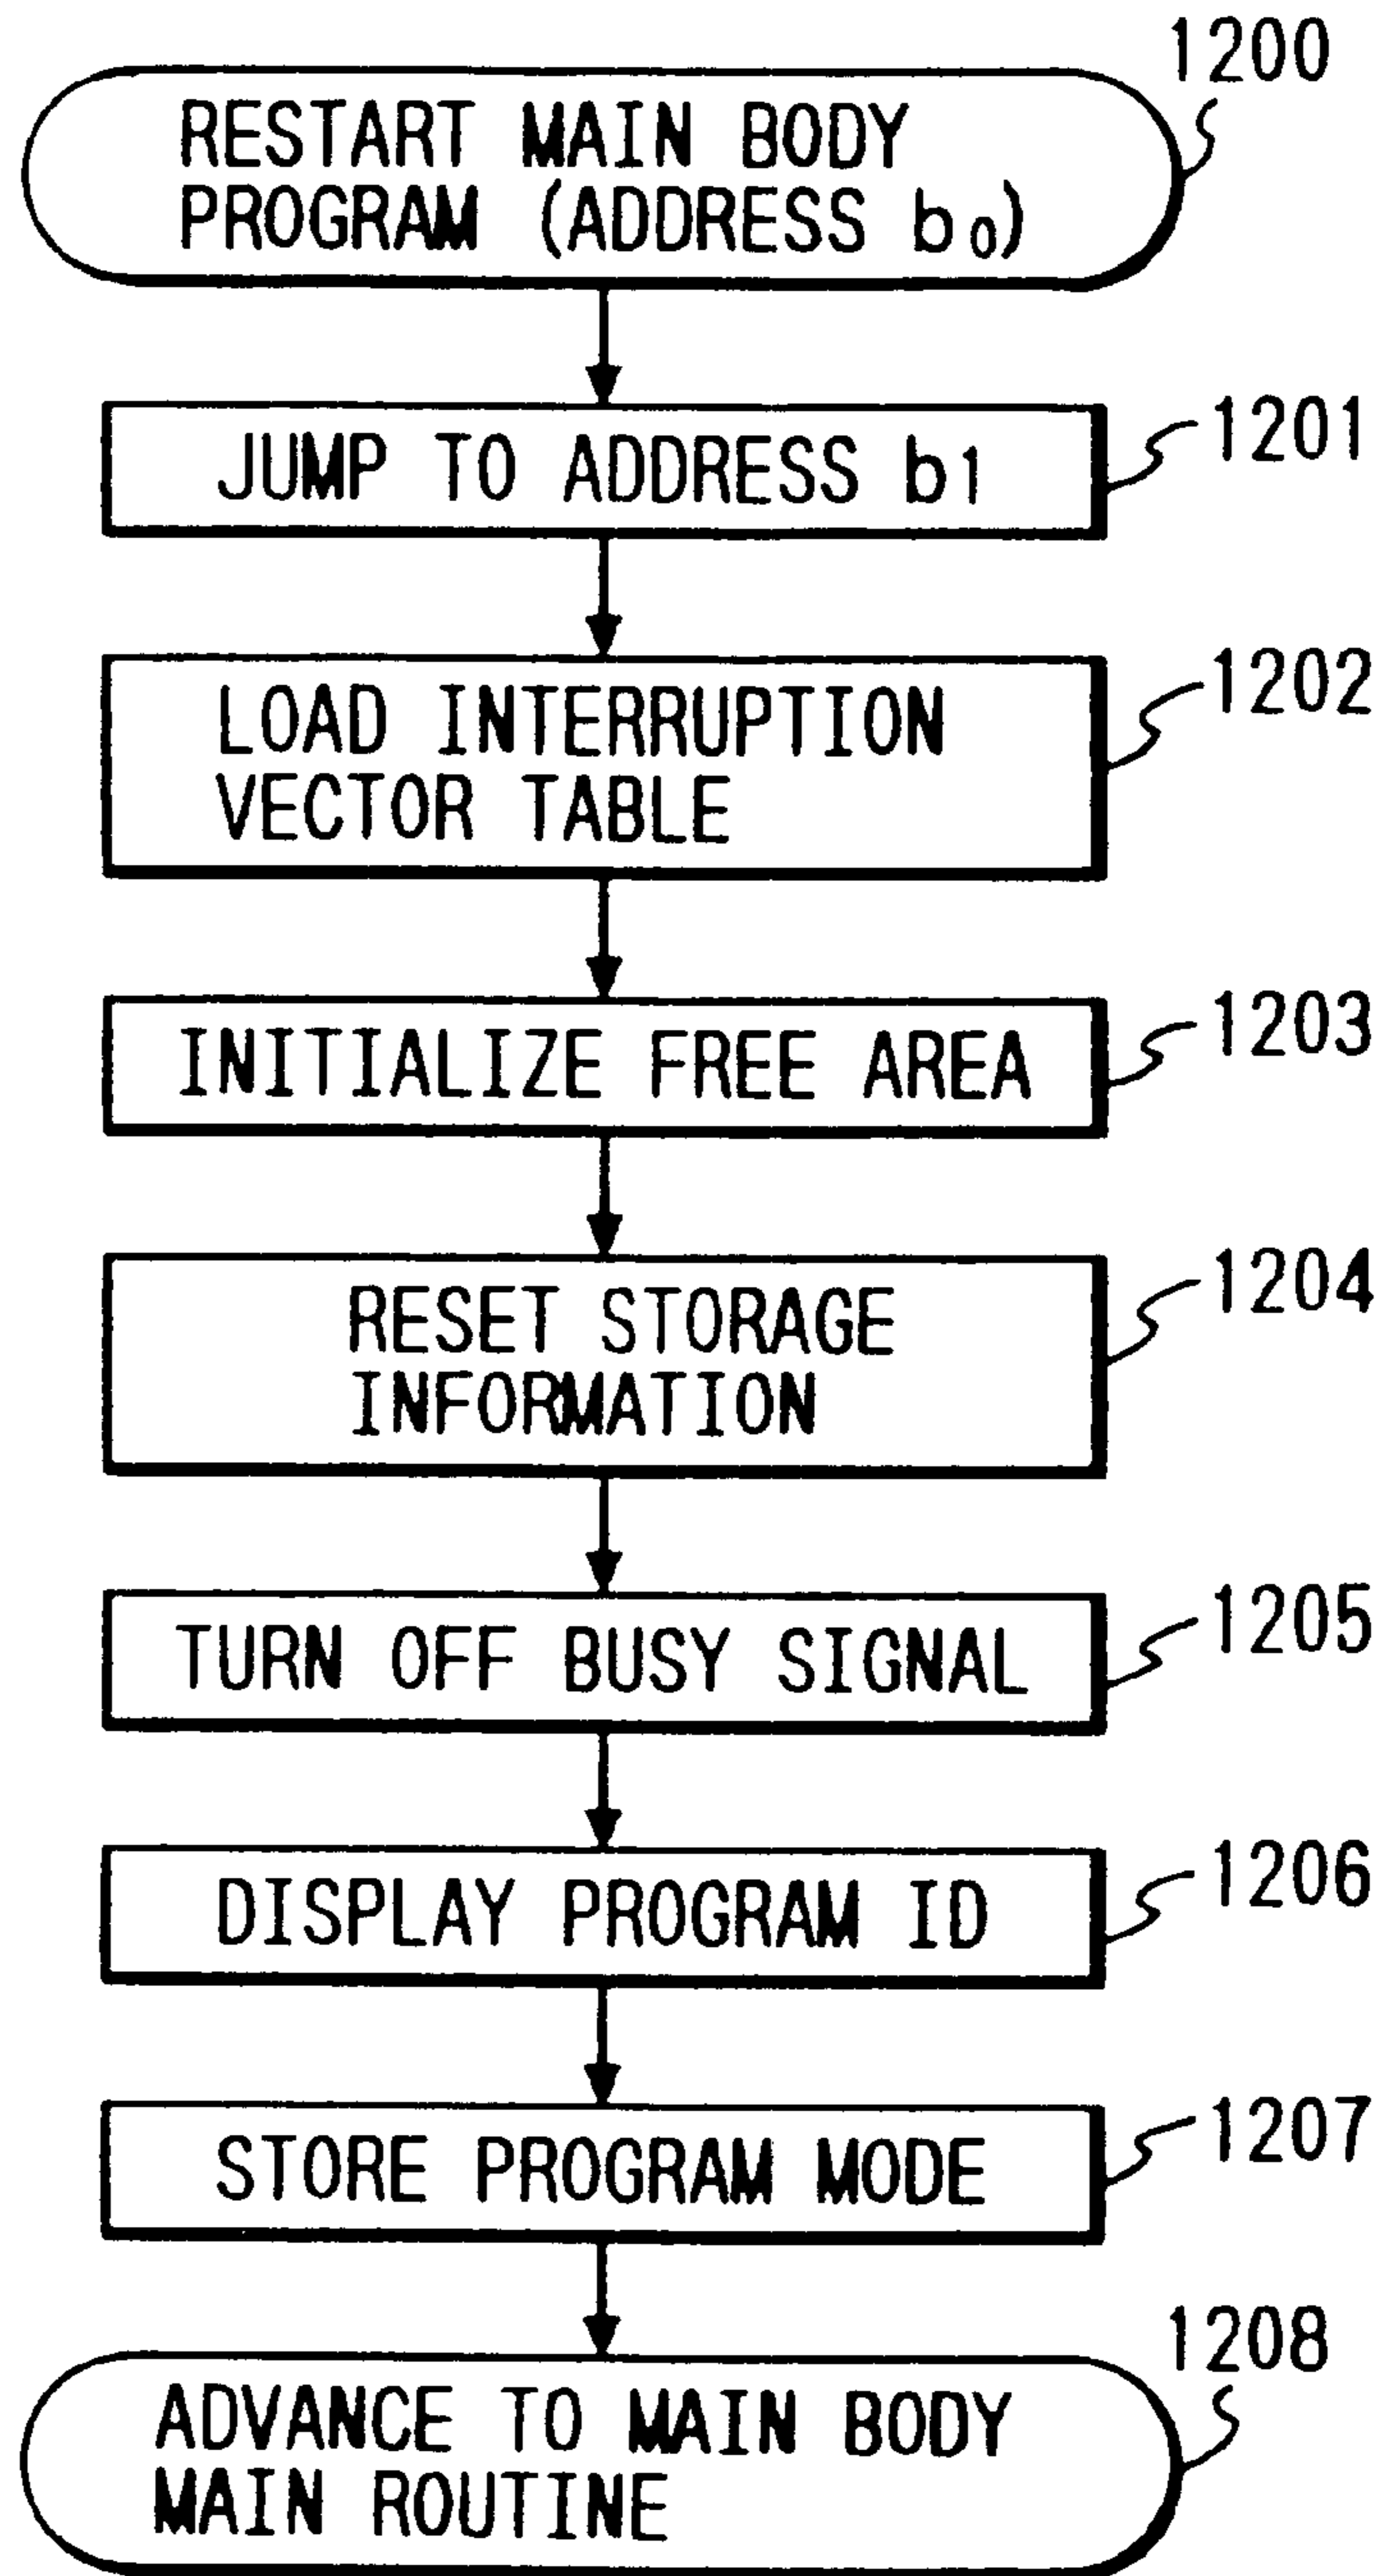 1200
RESTART MAIN BODY
PROGRAM (ADDRESS b₀)
1201
JUMP TO ADDRESS b1
1202
LOAD INTERRUPTION
VECTOR TABLE
1203
INITIALIZE FREE AREA
1204
RESET STORAGE
INFORMATION
1205
TURN OFF BUSY SIGNAL
1206
DISPLAY PROGRAM ID
1207
STORE PROGRAM MODE
1208
ADVANCE TO MAIN BODY
MAIN ROUTINE